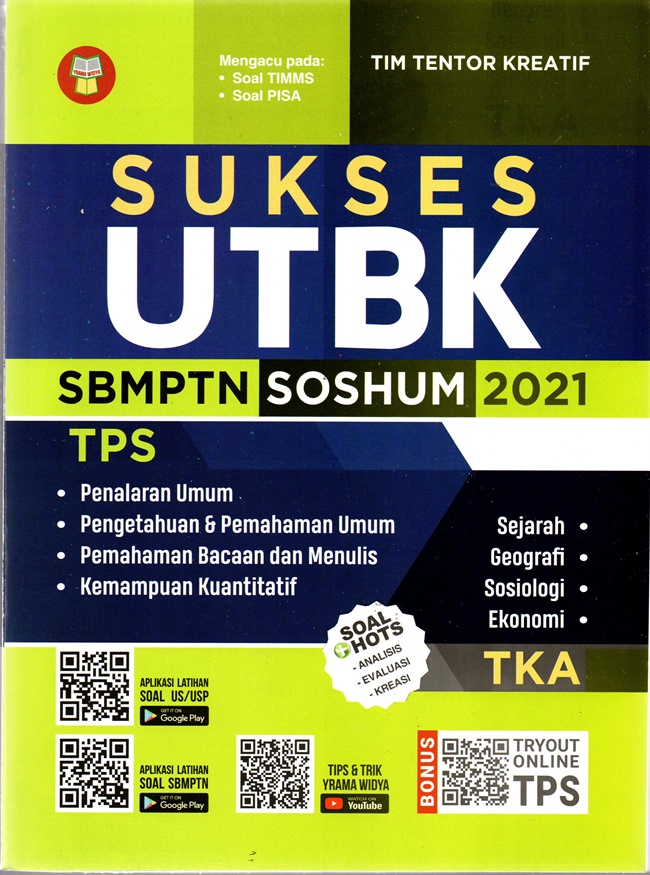 YRAMA WIDYA
Mengacu pada:
• Soal TIMMS
• Soal PISA
TIM TENTOR KREATIF
SUKSES
UTBK
SBMPTN SOSHUM 2021
TPS
• Penalaran Umum
• Pengetahuan & Pemahaman Umum
• Pemahaman Bacaan dan Menulis
• Kemampuan Kuantitatif
Sejarah •
Geografi •
Sosiologi •
Ekonomi •
TKA
SOAL
+HOTS
- ANALISIS
- EVALUASI
- KREASI
APLIKASI LATIHAN
SOAL US/USP
GET IT ON
Google Play
APLIKASI LATIHAN
SOAL SBMPTN
GET IT ON
Google Play
TIPS & TRIK
YRAMA WIDYA
WATCH ON
YouTube
BONUS
TRYOUT
ONLINE
TPS